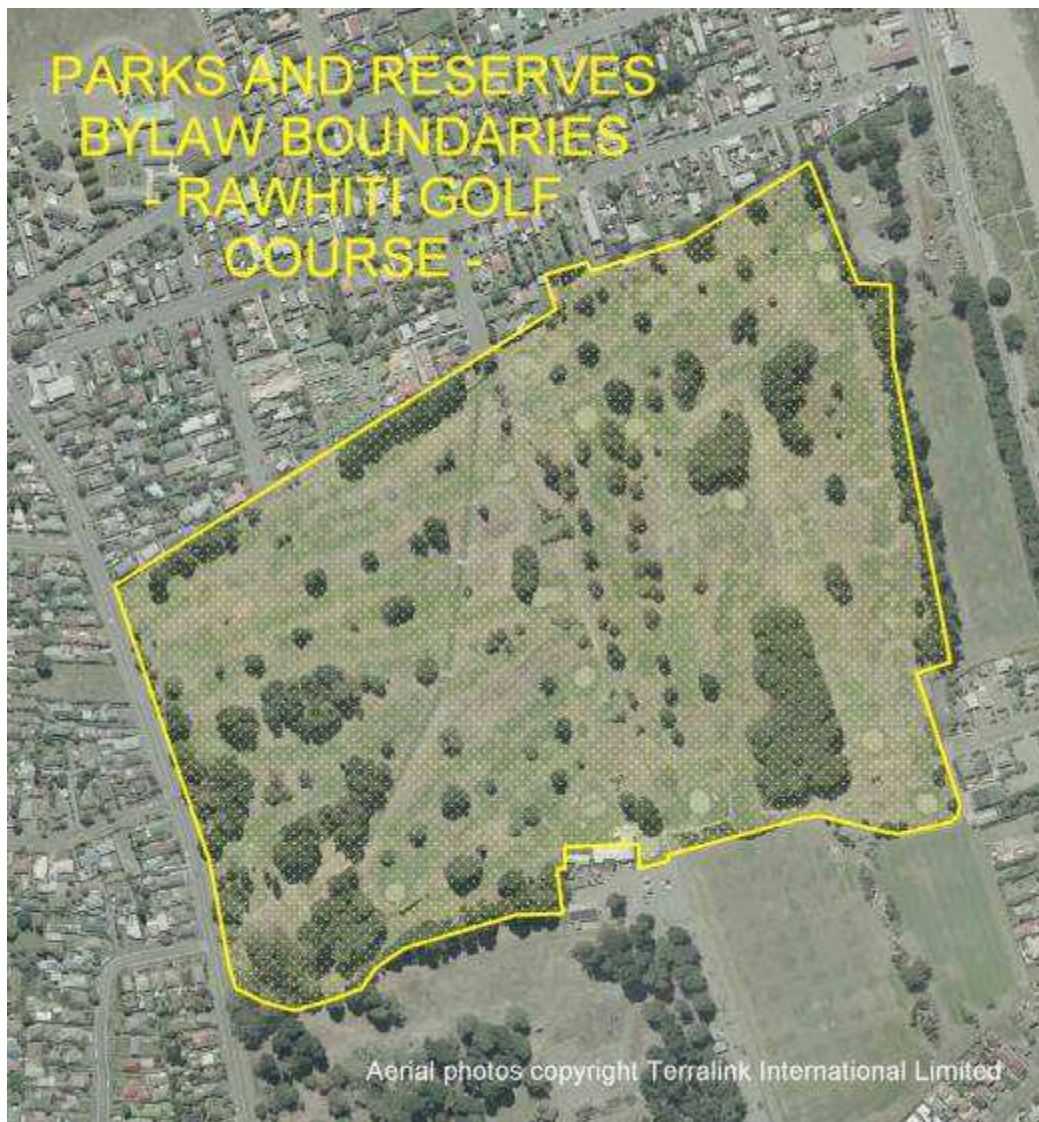 PARKS AND RESERVES
BYLAW BOUNDARIES
- RAWHITI GOLF
COURSE -
Aerial photos copyright Terralink International Limited